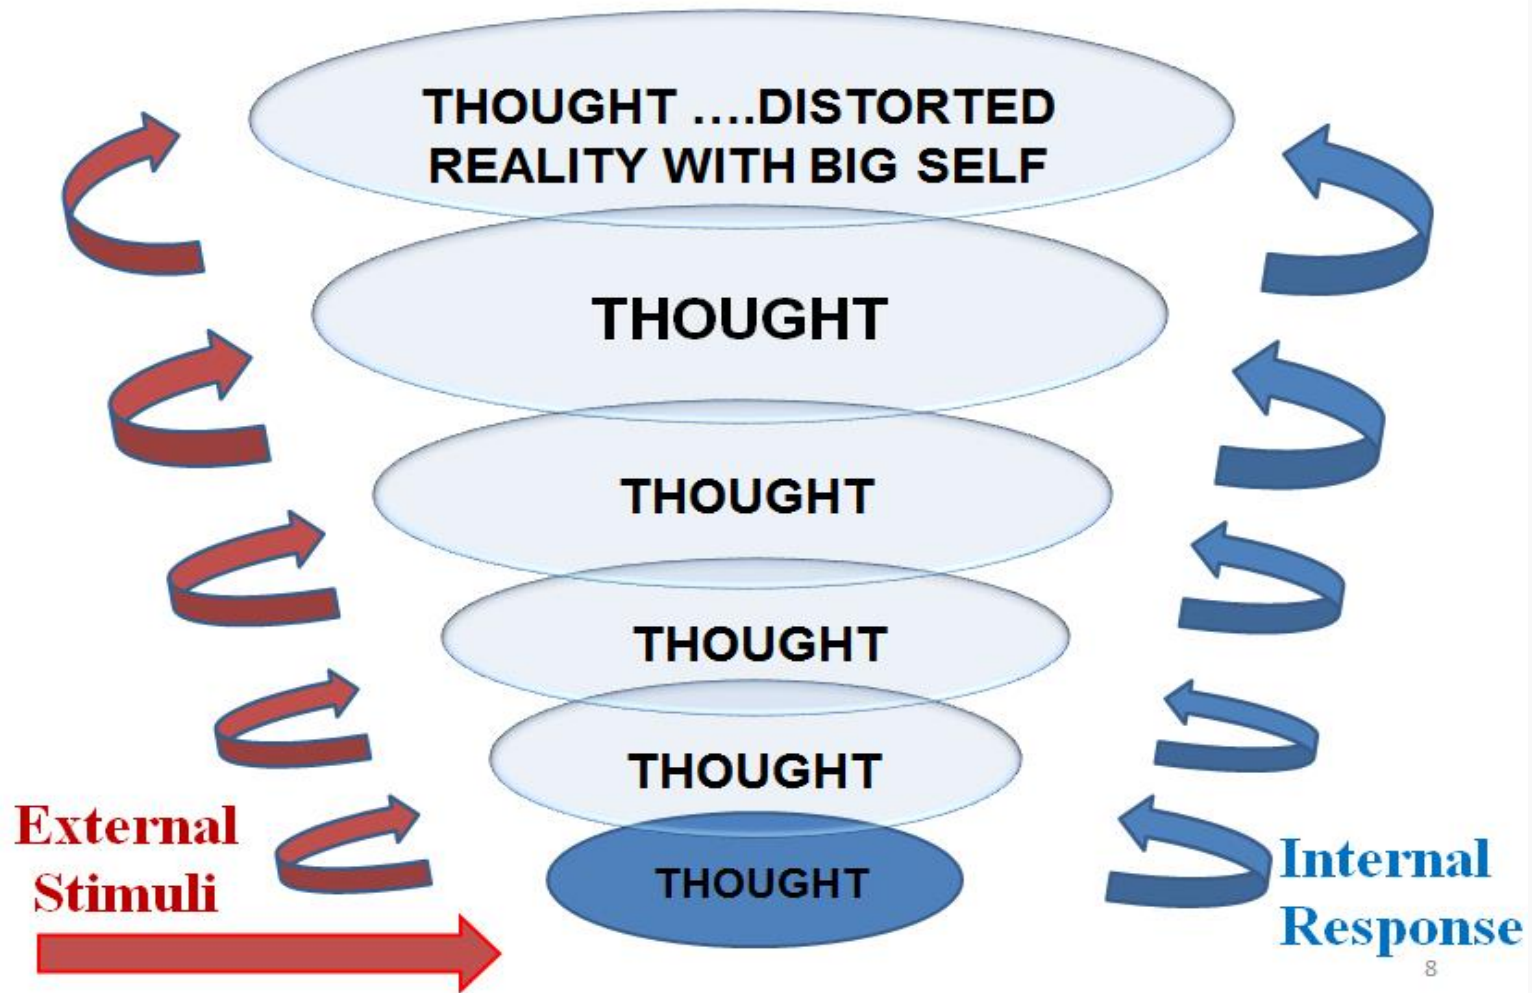 THOUGHT ....DISTORTED
REALITY WITH BIG SELF
THOUGHT
THOUGHT
THOUGHT
THOUGHT
THOUGHT
External
Stimuli
Internal
Response
8